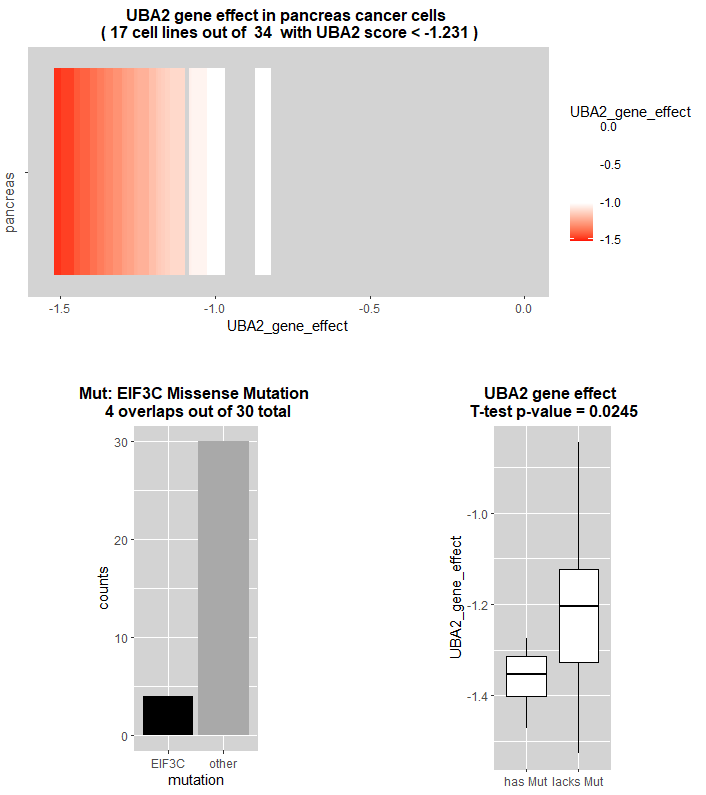 UBA2 gene effect in pancreas cancer cells
( 17 cell lines out of  34  with UBA2 score < -1.231 )
pancreas
-1.5
-1.0
-0.5
0.0
UBA2_gene_effect
UBA2_gene_effect
0.0
-0.5
-1.0
-1.5
Mut: EIF3C Missense Mutation
4 overlaps out of 30 total
counts
30
20
10
0
EIF3C
other
mutation
UBA2 gene effect
T-test p-value = 0.0245
UBA2_gene_effect
-1.0
-1.2
-1.4
has Mut
lacks Mut